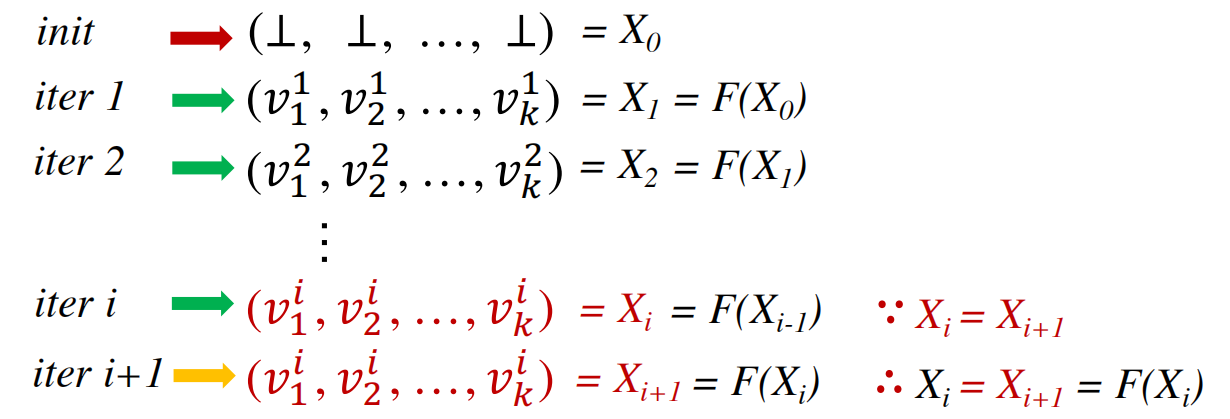 init ➡ (⊥, ⊥, …, ⊥) = X₀
iter 1 ➡ (v₁¹, v₂¹, …, vₖ¹) = X₁ = F(X₀)
iter 2 ➡ (v₁², v₂², …, vₖ²) = X₂ = F(X₁)
⋮
iter i ➡ (v₁ⁱ, v₂ⁱ, …, vₖⁱ) = Xᵢ = F(Xᵢ₋₁) ∵ Xᵢ = Xᵢ₊₁
iter i+1 ➡ (v₁ⁱ, v₂ⁱ, …, vₖⁱ) = Xᵢ₊₁ = F(Xᵢ) ∴ Xᵢ = Xᵢ₊₁ = F(Xᵢ)